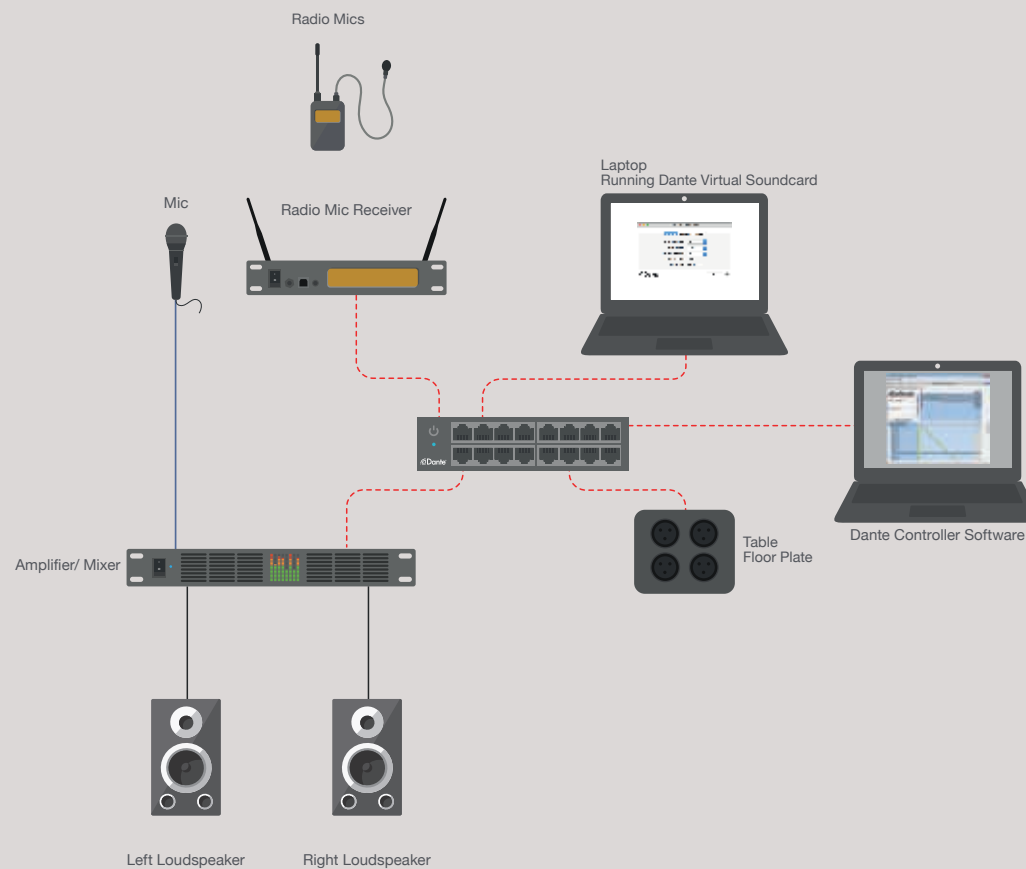 Radio Mics
Laptop
Running Dante Virtual Soundcard
Mic
Radio Mic Receiver
Dante
Dante Controller Software
Table
Floor Plate
Amplifier/ Mixer
Left Loudspeaker
Right Loudspeaker